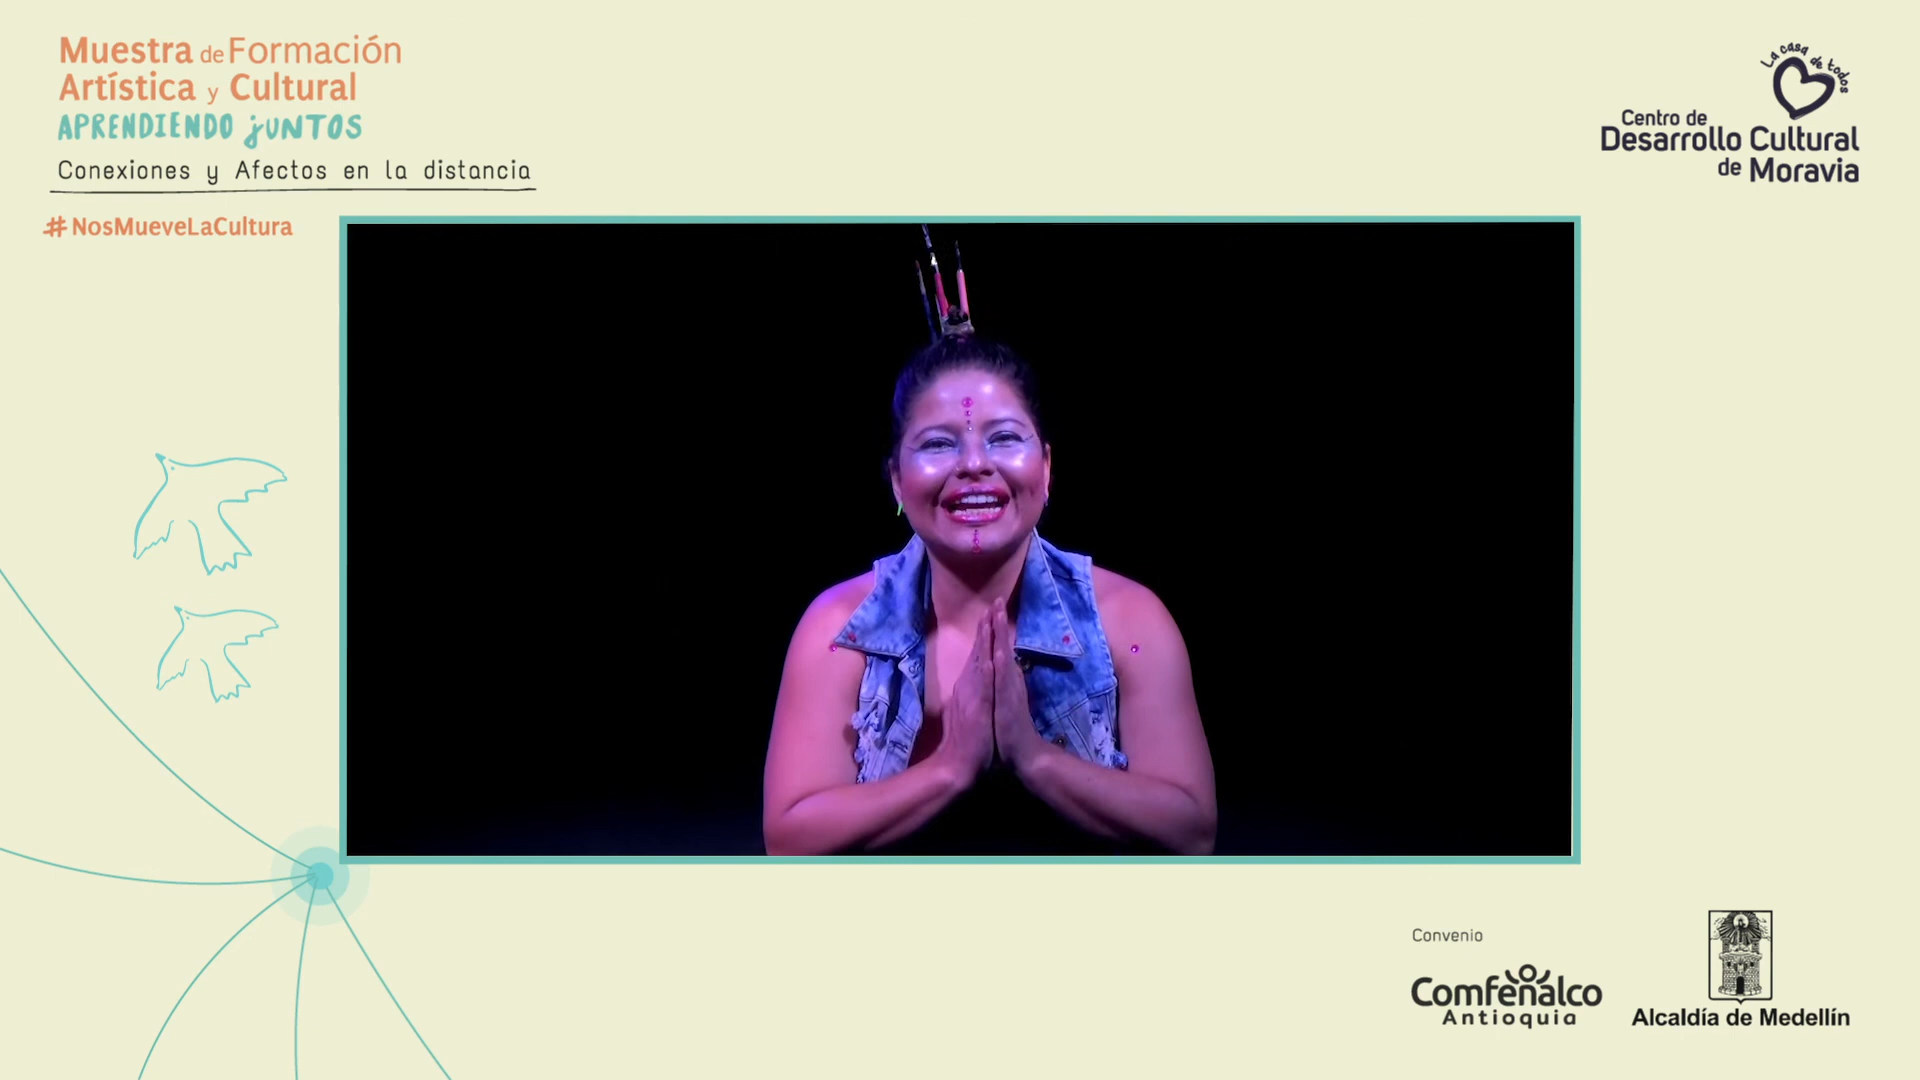 Muestra de Formación
Artística y Cultural
APRENDIENDO jUNTOS
Conexiones y Afectos en la distancia
#NosMueveLaCultura
La casa de todos
Centro de
Desarrollo Cultural
de Moravia
Convenio
Comfenalco
Antioquia
Alcaldía de Medellín